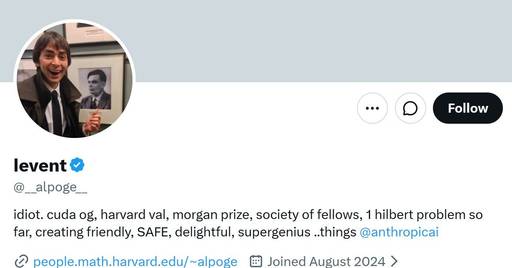 Follow
levent
@__alpoge__
idiot. cuda og, harvard val, morgan prize, society of fellows, 1 hilbert problem so
far, creating friendly, SAFE, delightful, supergenius ..things @anthropicai
people.math.harvard.edu/~alpoge Joined August 2024